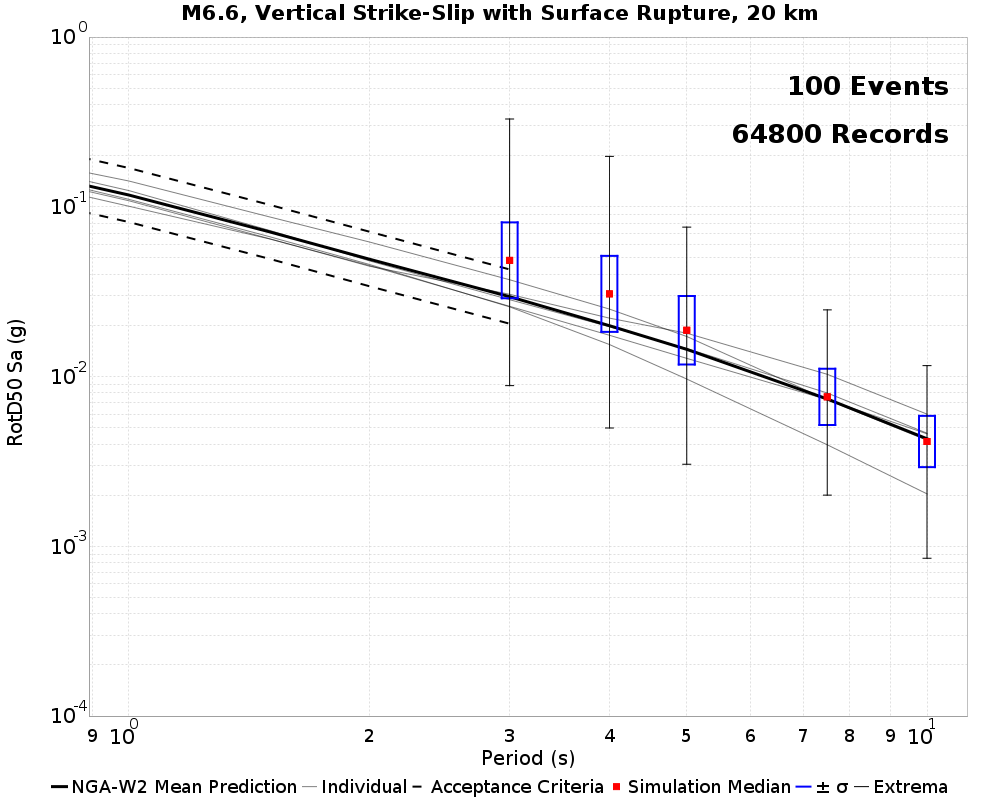 M6.6, Vertical Strike-Slip with Surface Rupture, 20 km
100 Events
64800 Records
RotD50 Sa (g)
10^0
10^-1
10^-2
10^-3
10^-4
9 10^0 2 3 4 5 6 7 8 9 10^1
Period (s)
NGA-W2 Mean Prediction Individual Acceptance Criteria Simulation Median ± σ Extrema